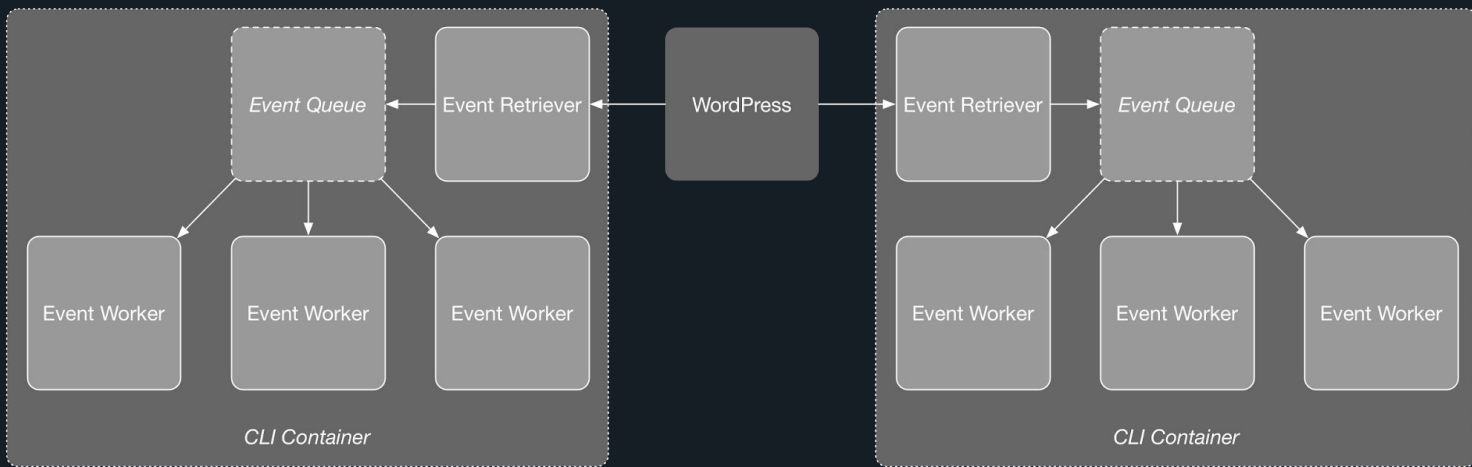 Event Queue
Event Retriever
WordPress
Event Retriever
Event Queue
Event Worker
Event Worker
Event Worker
Event Worker
Event Worker
Event Worker
CLI Container
CLI Container